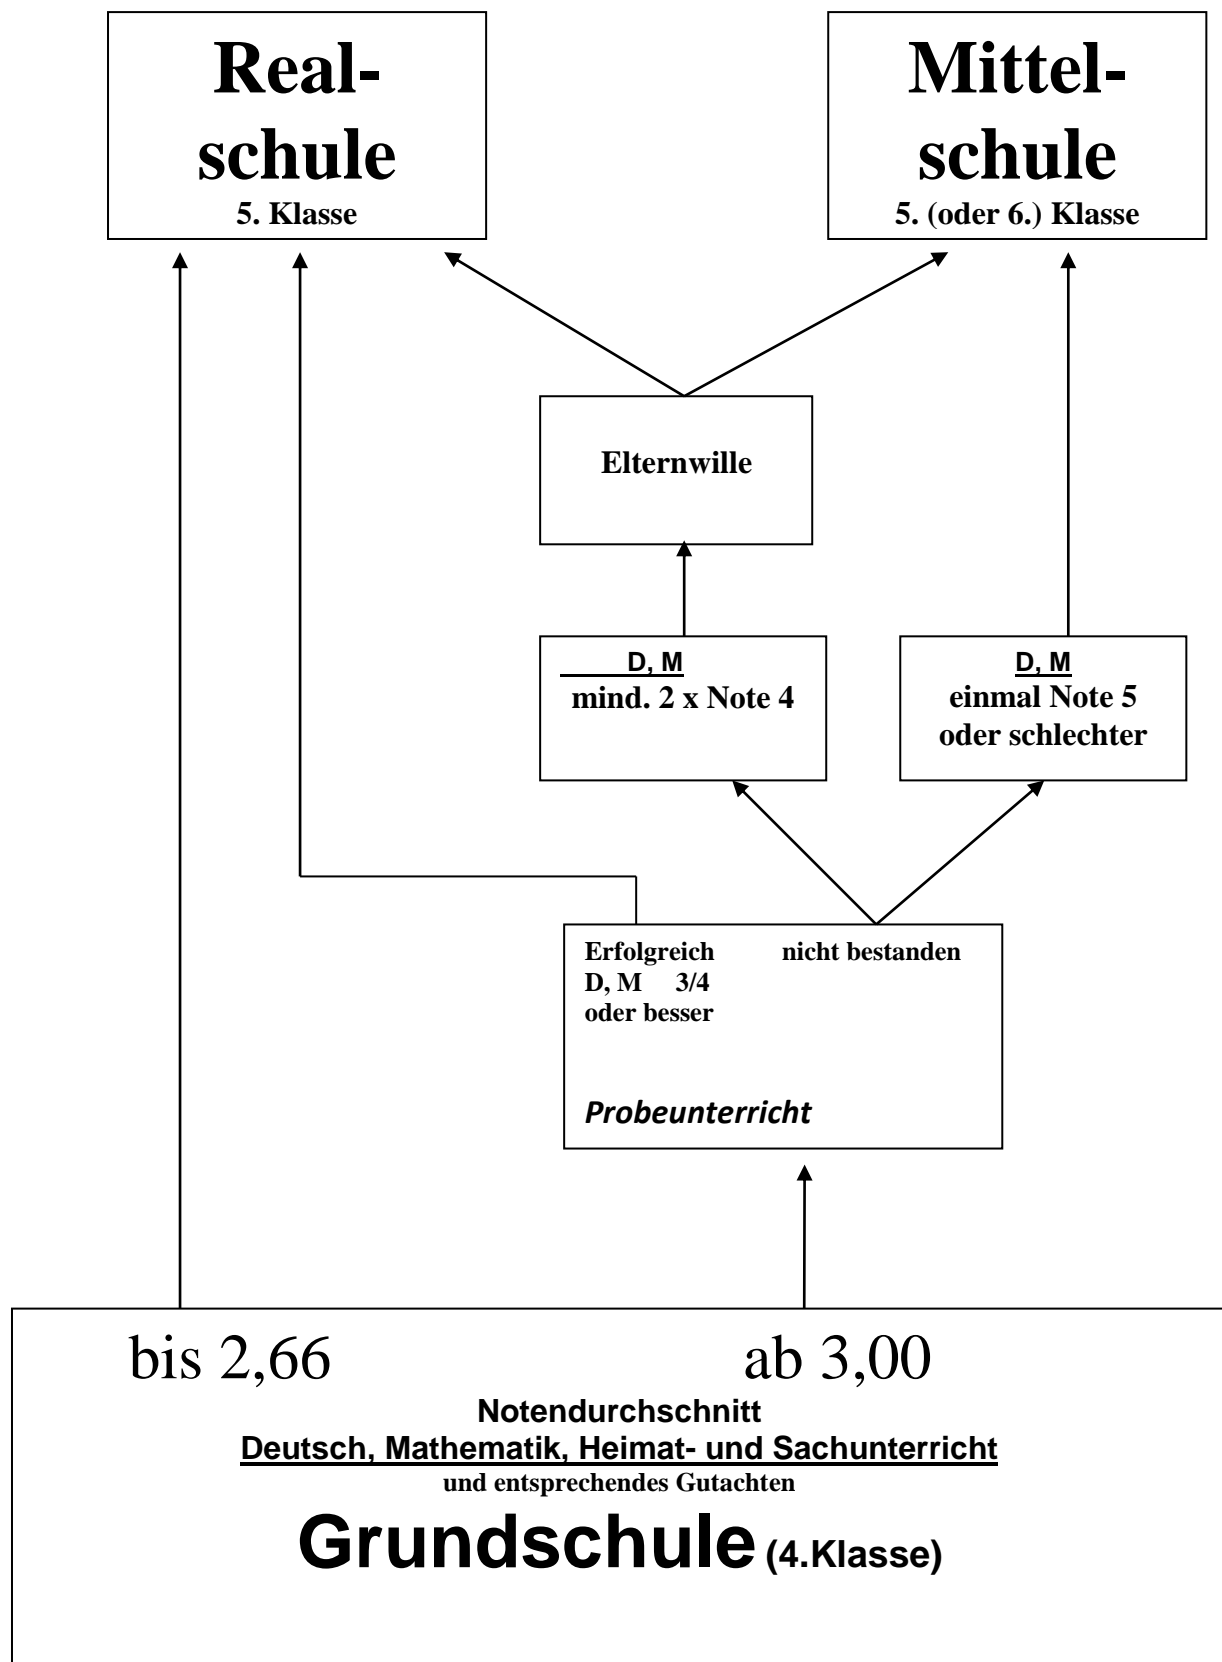 Real-
schule
5. Klasse
Mittel-
schule
5. (oder 6.) Klasse
Elternwille
D, M
mind. 2 x Note 4
D, M
einmal Note 5
oder schlechter
Erfolgreich nicht bestanden
D, M 3/4
oder besser
Probeunterricht
bis 2,66 ab 3,00
Notendurchschnitt
Deutsch, Mathematik, Heimat- und Sachunterricht
und entsprechendes Gutachten
Grundschule (4.Klasse)